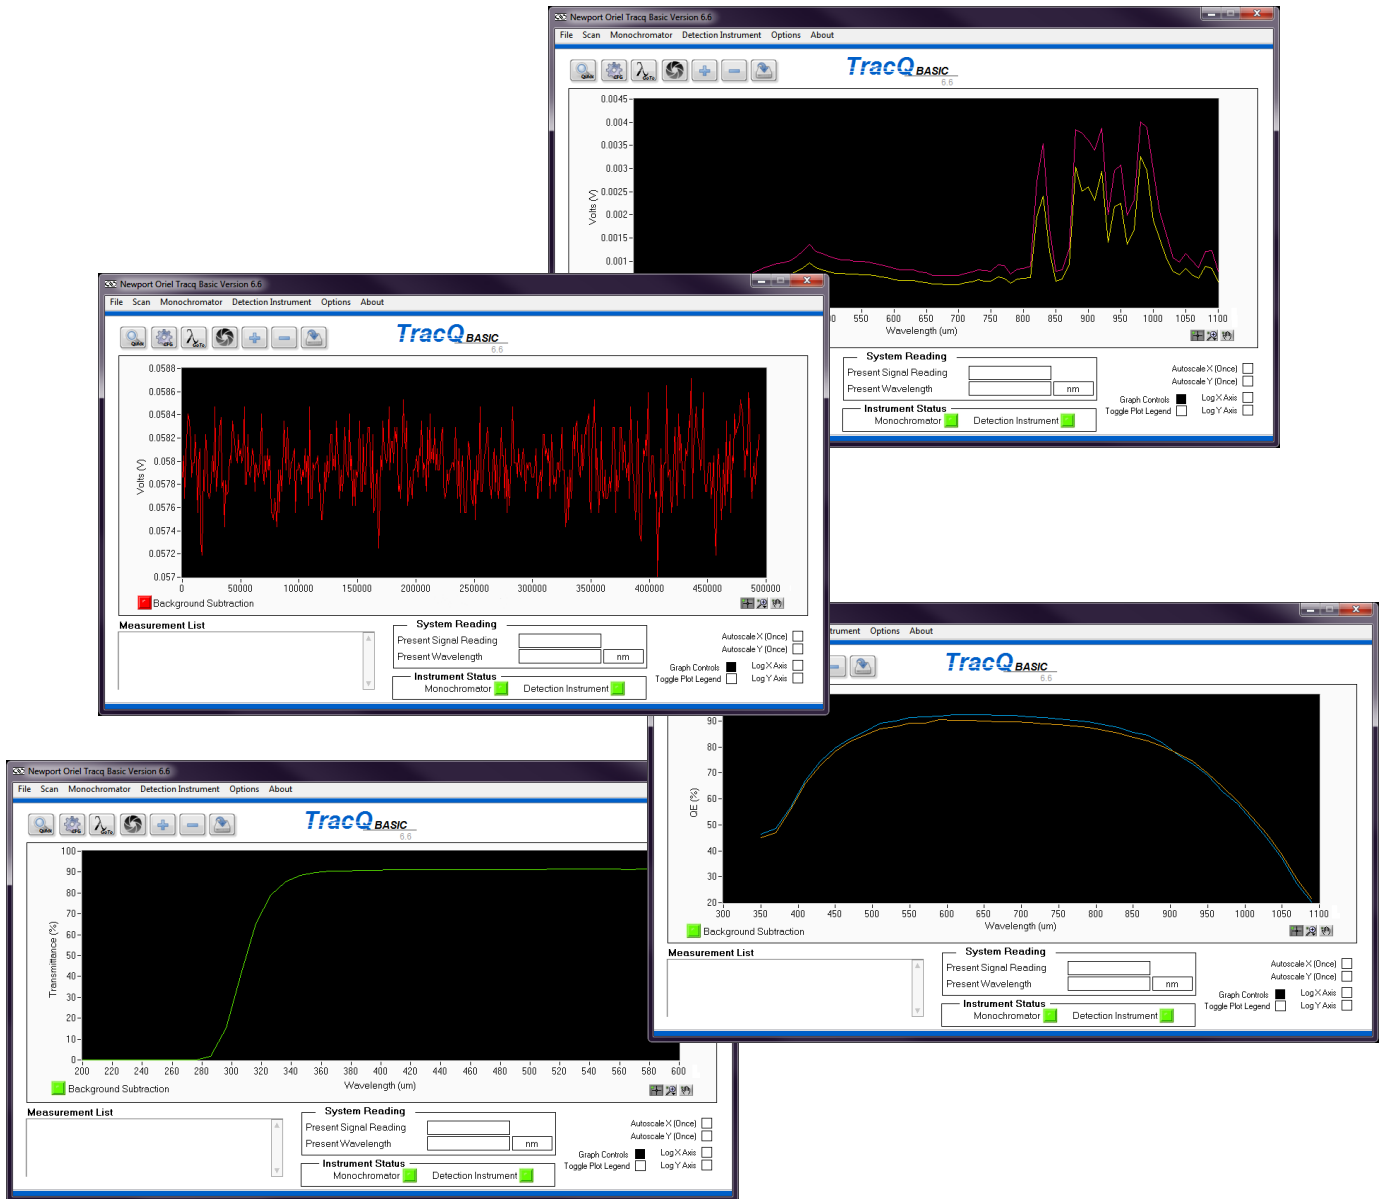 Newport Oriel Tracq Basic Version 6.6
File Scan Monochromator Detection Instrument Options About
TracQ BASIC
6.6
0.0045
0.004
0.0035
0.003
0.0025
0.002
0.0015
0.001
Volts (V)
550 600 650 700 750 800 850 900 950 1000 1050 1100
Wavelength (um)
System Reading
Present Signal Reading
Present Wavelength
nm
Instrument Status
Monochromator Detection Instrument
Autoscale X (Once)
Autoscale Y (Once)
Graph Controls Log X Axis
Toggle Plot Legend Log Y Axis
Newport Oriel Tracq Basic Version 6.6
File Scan Monochromator Detection Instrument Options About
GoTo
TracQ BASIC
6.6
0.0588
0.0586
0.0584
0.0582
0.058
0.0578
0.0576
0.0574
0.0572
0.057
Volts (V)
0 50000 100000 150000 200000 250000 300000 350000 400000 450000 500000
Background Subtraction
Measurement List
System Reading
Present Signal Reading
Present Wavelength
nm
Instrument Status
Monochromator Detection Instrument
Autoscale X (Once)
Autoscale Y (Once)
Graph Controls Log X Axis
Toggle Plot Legend Log Y Axis
Options About
TracQ BASIC
6.6
90
80
70
60
50
40
30
20
QE (%)
300 350 400 450 500 550 600 650 700 750 800 850 900 950 1000 1050 1100
Wavelength (um)
Background Subtraction
Measurement List
System Reading
Present Signal Reading
Present Wavelength
nm
Instrument Status
Monochromator Detection Instrument
Autoscale X (Once)
Autoscale Y (Once)
Graph Controls Log X Axis
Toggle Plot Legend Log Y Axis
Newport Oriel Tracq Basic Version 6.6
File Scan Monochromator Detection Instrument Options About
TracQ BASIC
6.6
100
90
80
70
60
50
40
30
20
10
0
Transmittance (%)
200 220 240 260 280 300 320 340 360 380 400 420 440 460 480 500 520 540 560 580 600
Wavelength (um)
Background Subtraction
Measurement List
System Reading
Present Signal Reading
Present Wavelength
nm
Instrument Status
Monochromator Detection Instrument
Autoscale X (Once)
Autoscale Y (Once)
Graph Controls Log X Axis
Toggle Plot Legend Log Y Axis